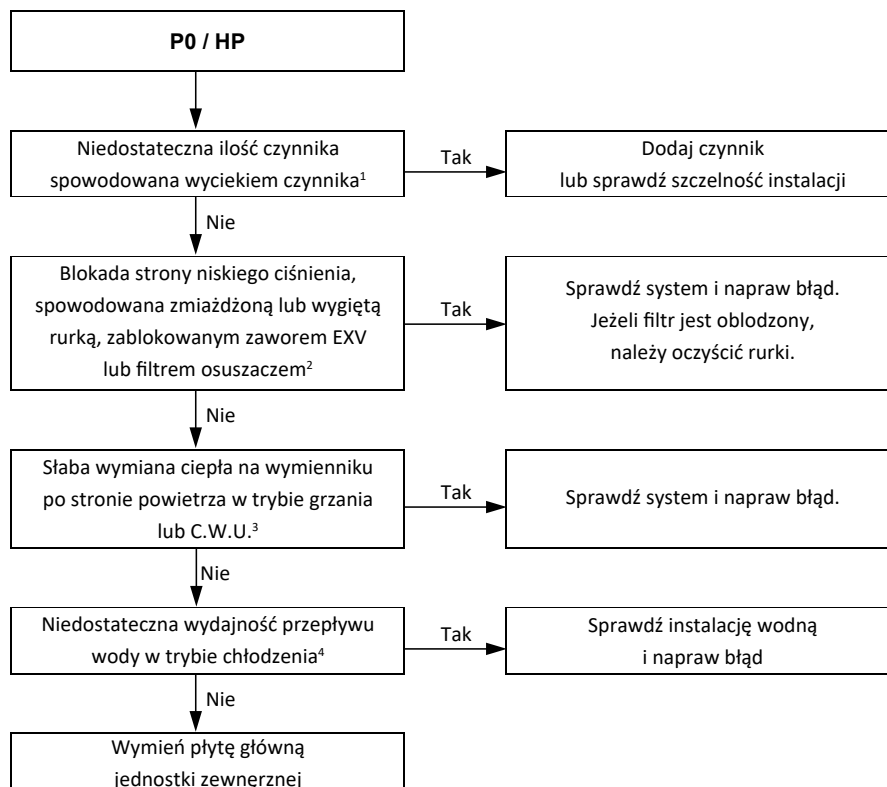 P0 / HP
Niedostateczna ilość czynnika
spowodowana wyciekiem czynnika¹
Tak
Dodaj czynnik
lub sprawdź szczelność instalacji
Nie
Blokada strony niskiego ciśnienia,
spowodowana zmiażdżoną lub wygiętą
rurką, zablokowanym zaworem EXV
lub filtrem osuszaczem²
Tak
Sprawdź system i napraw błąd.
Jeżeli filtr jest oblodzony,
należy oczyścić rurki.
Nie
Słaba wymiana ciepła na wymienniku
po stronie powietrza w trybie grzania
lub C.W.U.³
Tak
Sprawdź system i napraw błąd.
Nie
Niedostateczna wydajność przepływu
wody w trybie chłodzenia⁴
Tak
Sprawdź instalację wodną
i napraw błąd
Nie
Wymień płytę główną
jednostki zewnęrznej